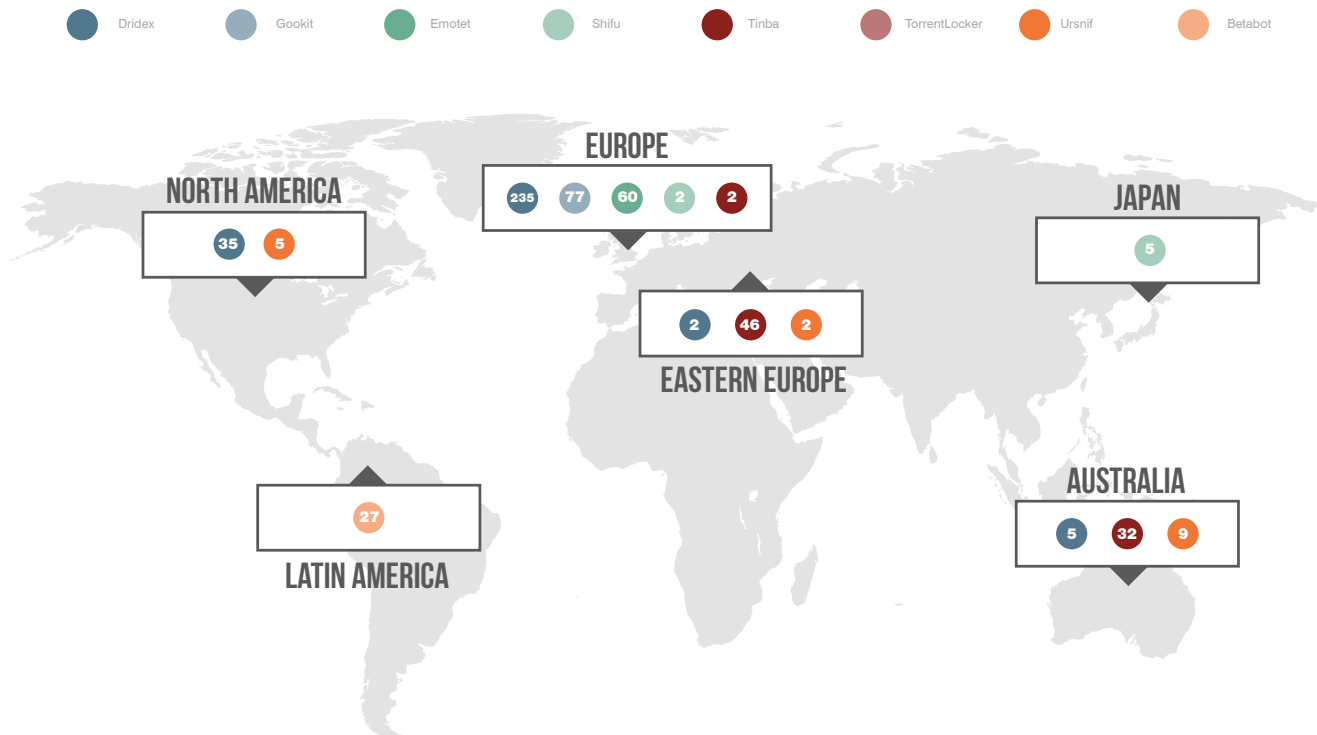 Dridex Gookit Emotet Shifu Tinba TorrentLocker Ursnif Betabot
EUROPE
235 77 60 2 2
NORTH AMERICA
35 5
JAPAN
5
2 46 2
EASTERN EUROPE
AUSTRALIA
5 32 9
27
LATIN AMERICA